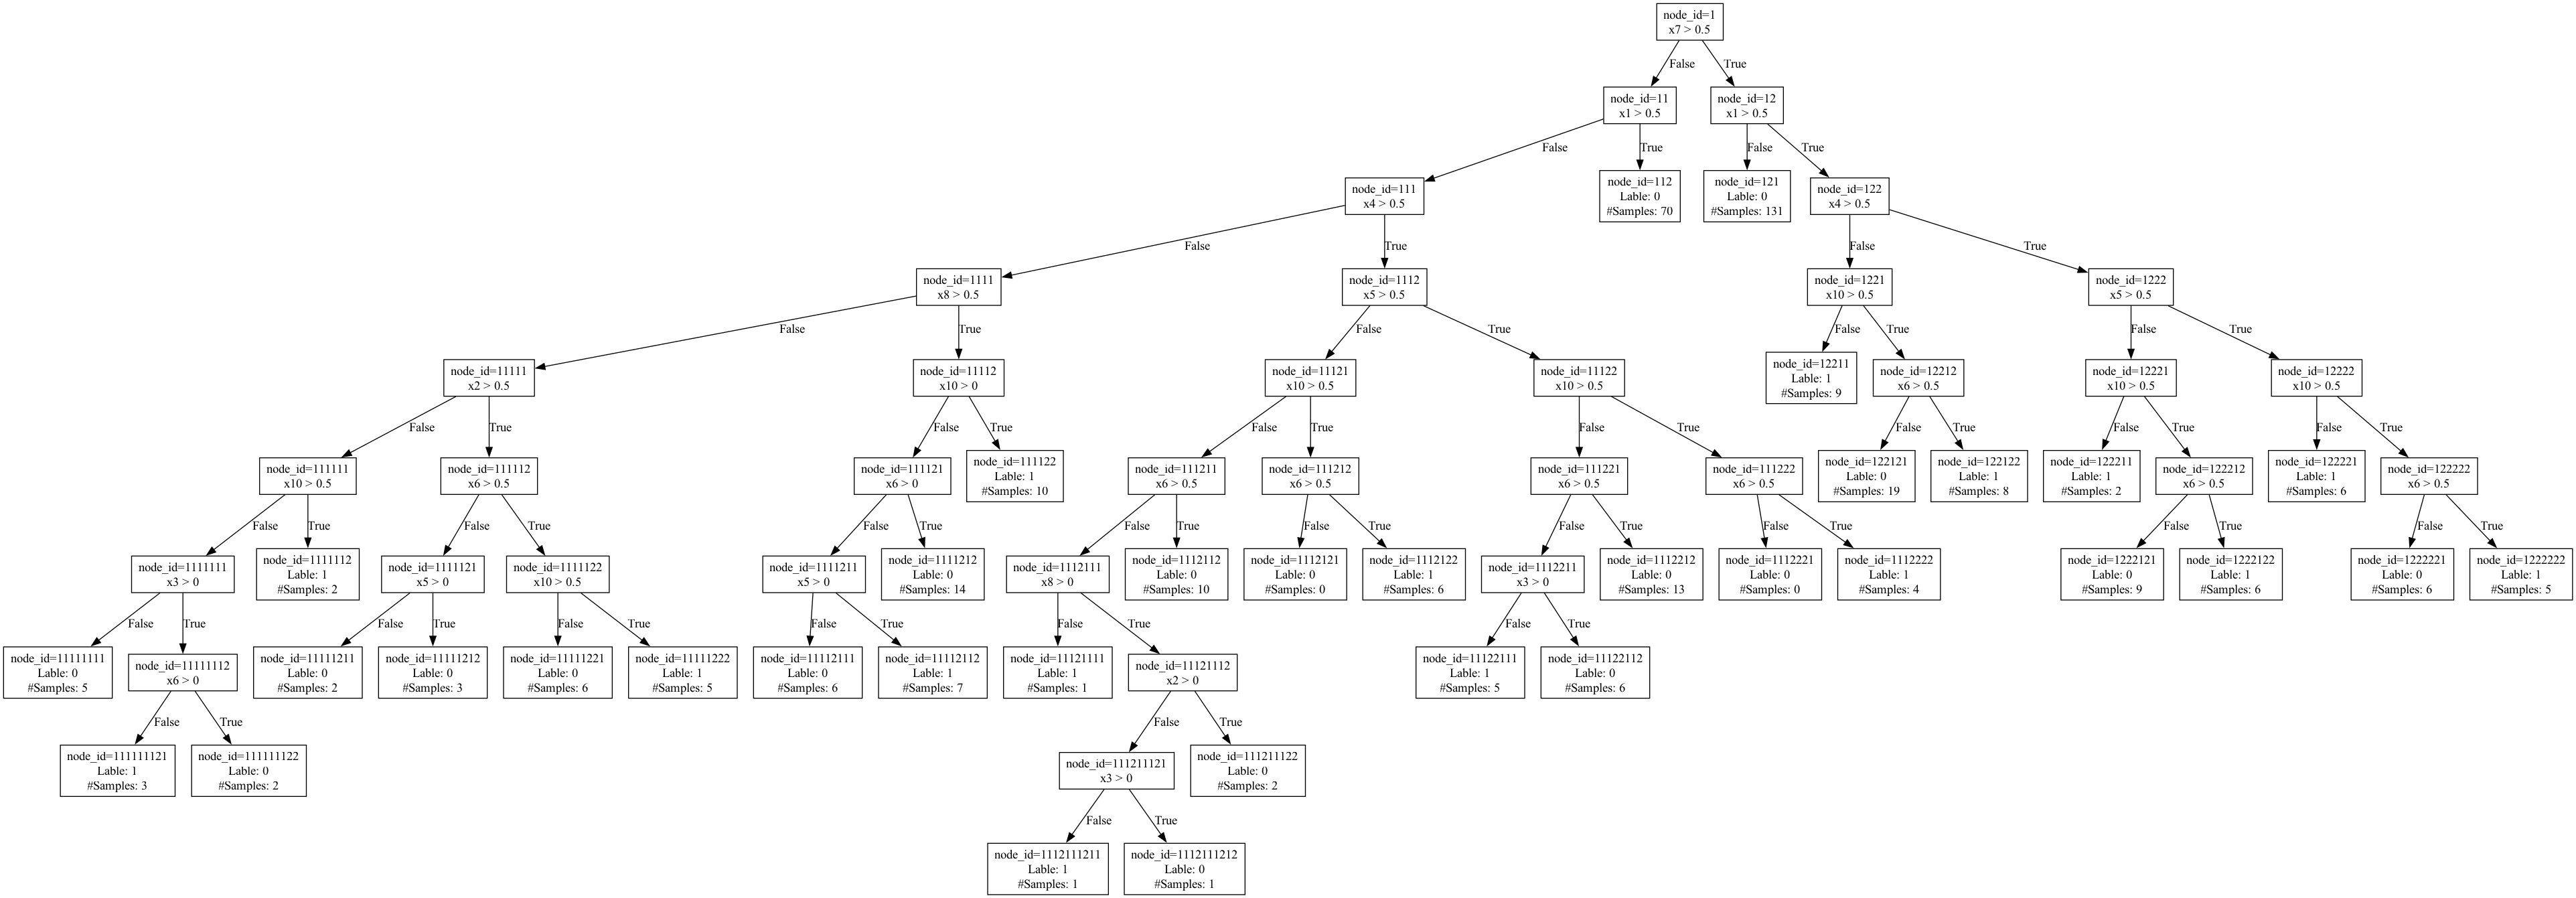 node_id=1
x7 > 0.5
False
True
node_id=11
x1 > 0.5
node_id=12
x1 > 0.5
False
True
False
True
node_id=111
x4 > 0.5
node_id=112
Lable: 0
#Samples: 70
node_id=121
Lable: 0
#Samples: 131
node_id=122
x4 > 0.5
False
True
False
True
node_id=1111
x8 > 0.5
node_id=1112
x5 > 0.5
node_id=1221
x10 > 0.5
node_id=1222
x5 > 0.5
False
True
False
True
False
True
False
True
node_id=11111
x2 > 0.5
node_id=11112
x10 > 0
node_id=11121
x10 > 0.5
node_id=11122
x10 > 0.5
node_id=12211
Lable: 1
#Samples: 9
node_id=12212
x6 > 0.5
node_id=12221
x10 > 0.5
node_id=12222
x10 > 0.5
False
True
False
True
False
True
False
True
False
True
False
True
False
True
node_id=111111
x10 > 0.5
node_id=111112
x6 > 0.5
node_id=111121
x6 > 0
node_id=111122
Lable: 1
#Samples: 10
node_id=111211
x6 > 0.5
node_id=111212
x6 > 0.5
node_id=111221
x6 > 0.5
node_id=111222
x6 > 0.5
node_id=122121
Lable: 0
#Samples: 19
node_id=122122
Lable: 1
#Samples: 8
node_id=122211
Lable: 1
#Samples: 2
node_id=122212
x6 > 0.5
node_id=122221
Lable: 1
#Samples: 6
node_id=122222
x6 > 0.5
False
True
False
True
False
True
False
True
False
True
False
True
False
True
False
True
False
True
node_id=1111111
x3 > 0
node_id=1111112
Lable: 1
#Samples: 2
node_id=1111121
x5 > 0
node_id=1111122
x10 > 0.5
node_id=1111211
x5 > 0
node_id=1111212
Lable: 0
#Samples: 14
node_id=1112111
x8 > 0
node_id=1112112
Lable: 0
#Samples: 10
node_id=1112121
Lable: 0
#Samples: 0
node_id=1112122
Lable: 1
#Samples: 6
node_id=1112211
x3 > 0
node_id=1112212
Lable: 0
#Samples: 13
node_id=1112221
Lable: 0
#Samples: 0
node_id=1112222
Lable: 1
#Samples: 4
node_id=1222121
Lable: 0
#Samples: 9
node_id=1222122
Lable: 1
#Samples: 6
node_id=1222221
Lable: 0
#Samples: 6
node_id=1222222
Lable: 1
#Samples: 5
False
True
False
True
False
True
False
True
False
True
False
True
node_id=11111111
Lable: 0
#Samples: 5
node_id=11111112
x6 > 0
node_id=11111211
Lable: 0
#Samples: 2
node_id=11111212
Lable: 0
#Samples: 3
node_id=11111221
Lable: 0
#Samples: 6
node_id=11111222
Lable: 1
#Samples: 5
node_id=11112111
Lable: 0
#Samples: 6
node_id=11112112
Lable: 1
#Samples: 7
node_id=11121111
Lable: 1
#Samples: 1
node_id=11121112
x2 > 0
node_id=11122111
Lable: 1
#Samples: 5
node_id=11122112
Lable: 0
#Samples: 6
False
True
False
True
node_id=111111121
Lable: 1
#Samples: 3
node_id=111111122
Lable: 0
#Samples: 2
node_id=111211121
x3 > 0
node_id=111211122
Lable: 0
#Samples: 2
False
True
node_id=1112111211
Lable: 1
#Samples: 1
node_id=1112111212
Lable: 0
#Samples: 1